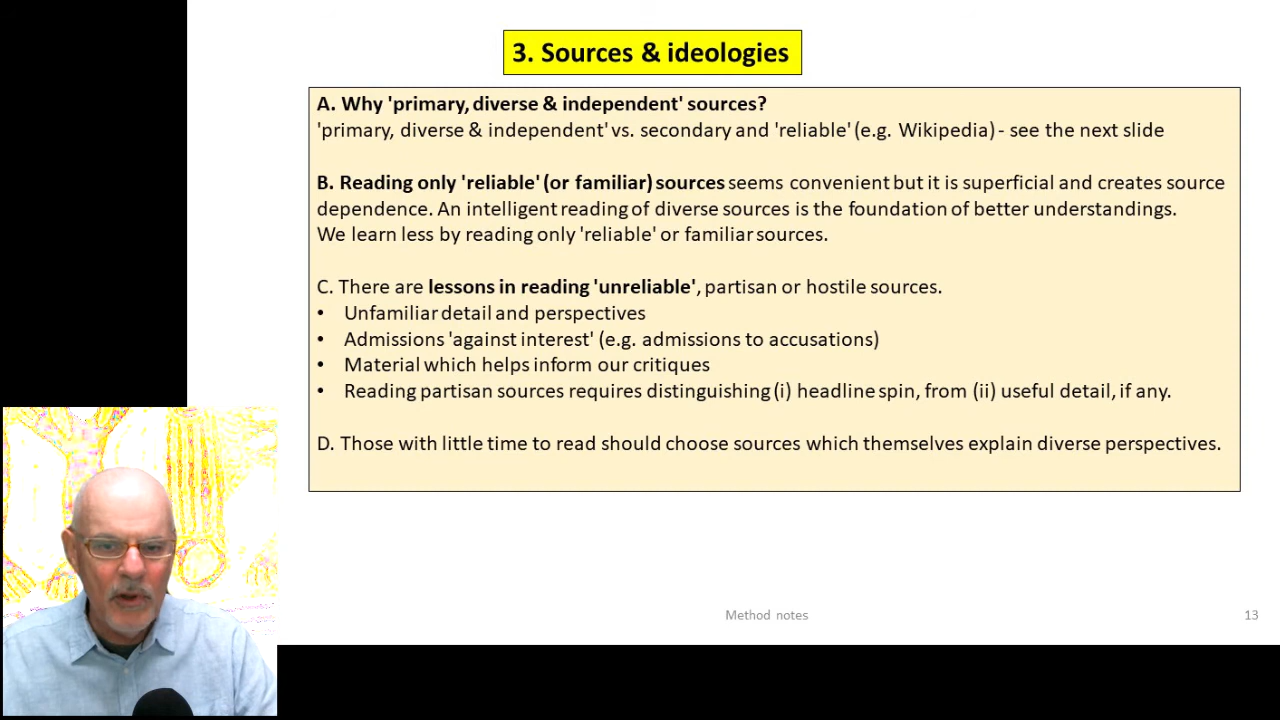 3. Sources & ideologies
A. Why 'primary, diverse & independent' sources?
'primary, diverse & independent' vs. secondary and 'reliable' (e.g. Wikipedia) - see the next slide
B. Reading only 'reliable' (or familiar) sources seems convenient but it is superficial and creates source
dependence. An intelligent reading of diverse sources is the foundation of better understandings.
We learn less by reading only 'reliable' or familiar sources.
C. There are lessons in reading 'unreliable', partisan or hostile sources.
• Unfamiliar detail and perspectives
• Admissions 'against interest' (e.g. admissions to accusations)
• Material which helps inform our critiques
• Reading partisan sources requires distinguishing (i) headline spin, from (ii) useful detail, if any.
D. Those with little time to read should choose sources which themselves explain diverse perspectives.
Method notes
13